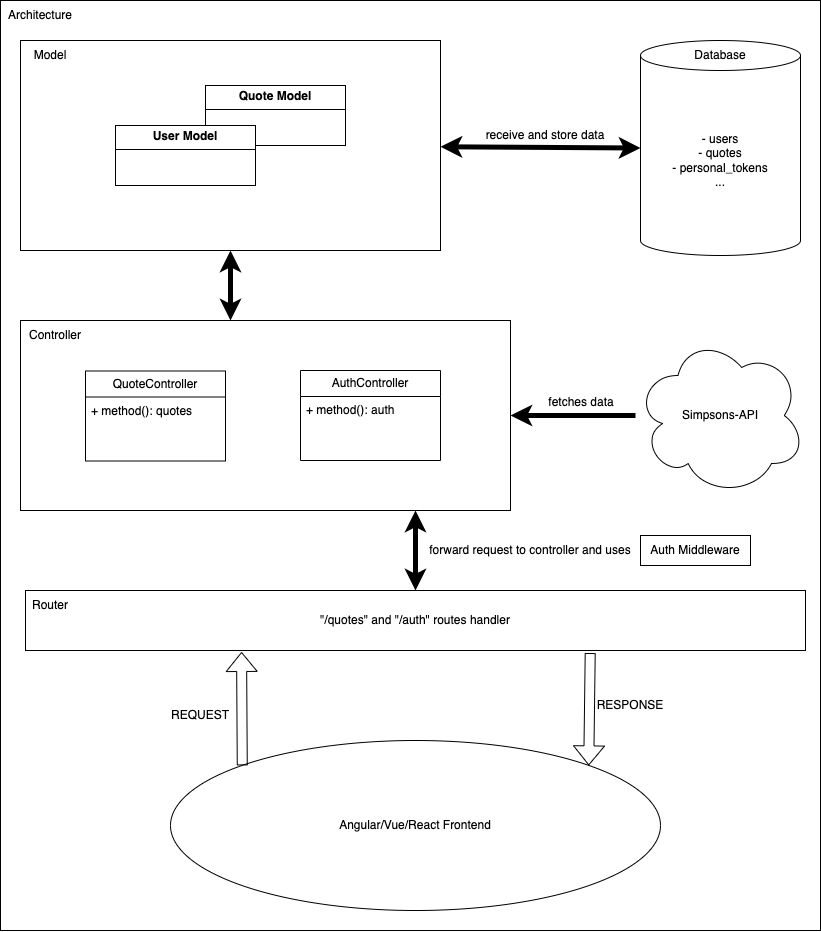 Architecture
Model
Database
Quote Model
User Model
receive and store data
- users
- quotes
- personal_tokens
...
Controller
QuoteController
+ method(): quotes
AuthController
+ method(): auth
fetches data
Simpsons-API
forward request to controller and uses
Auth Middleware
Router
"/quotes" and "/auth" routes handler
REQUEST
RESPONSE
Angular/Vue/React Frontend